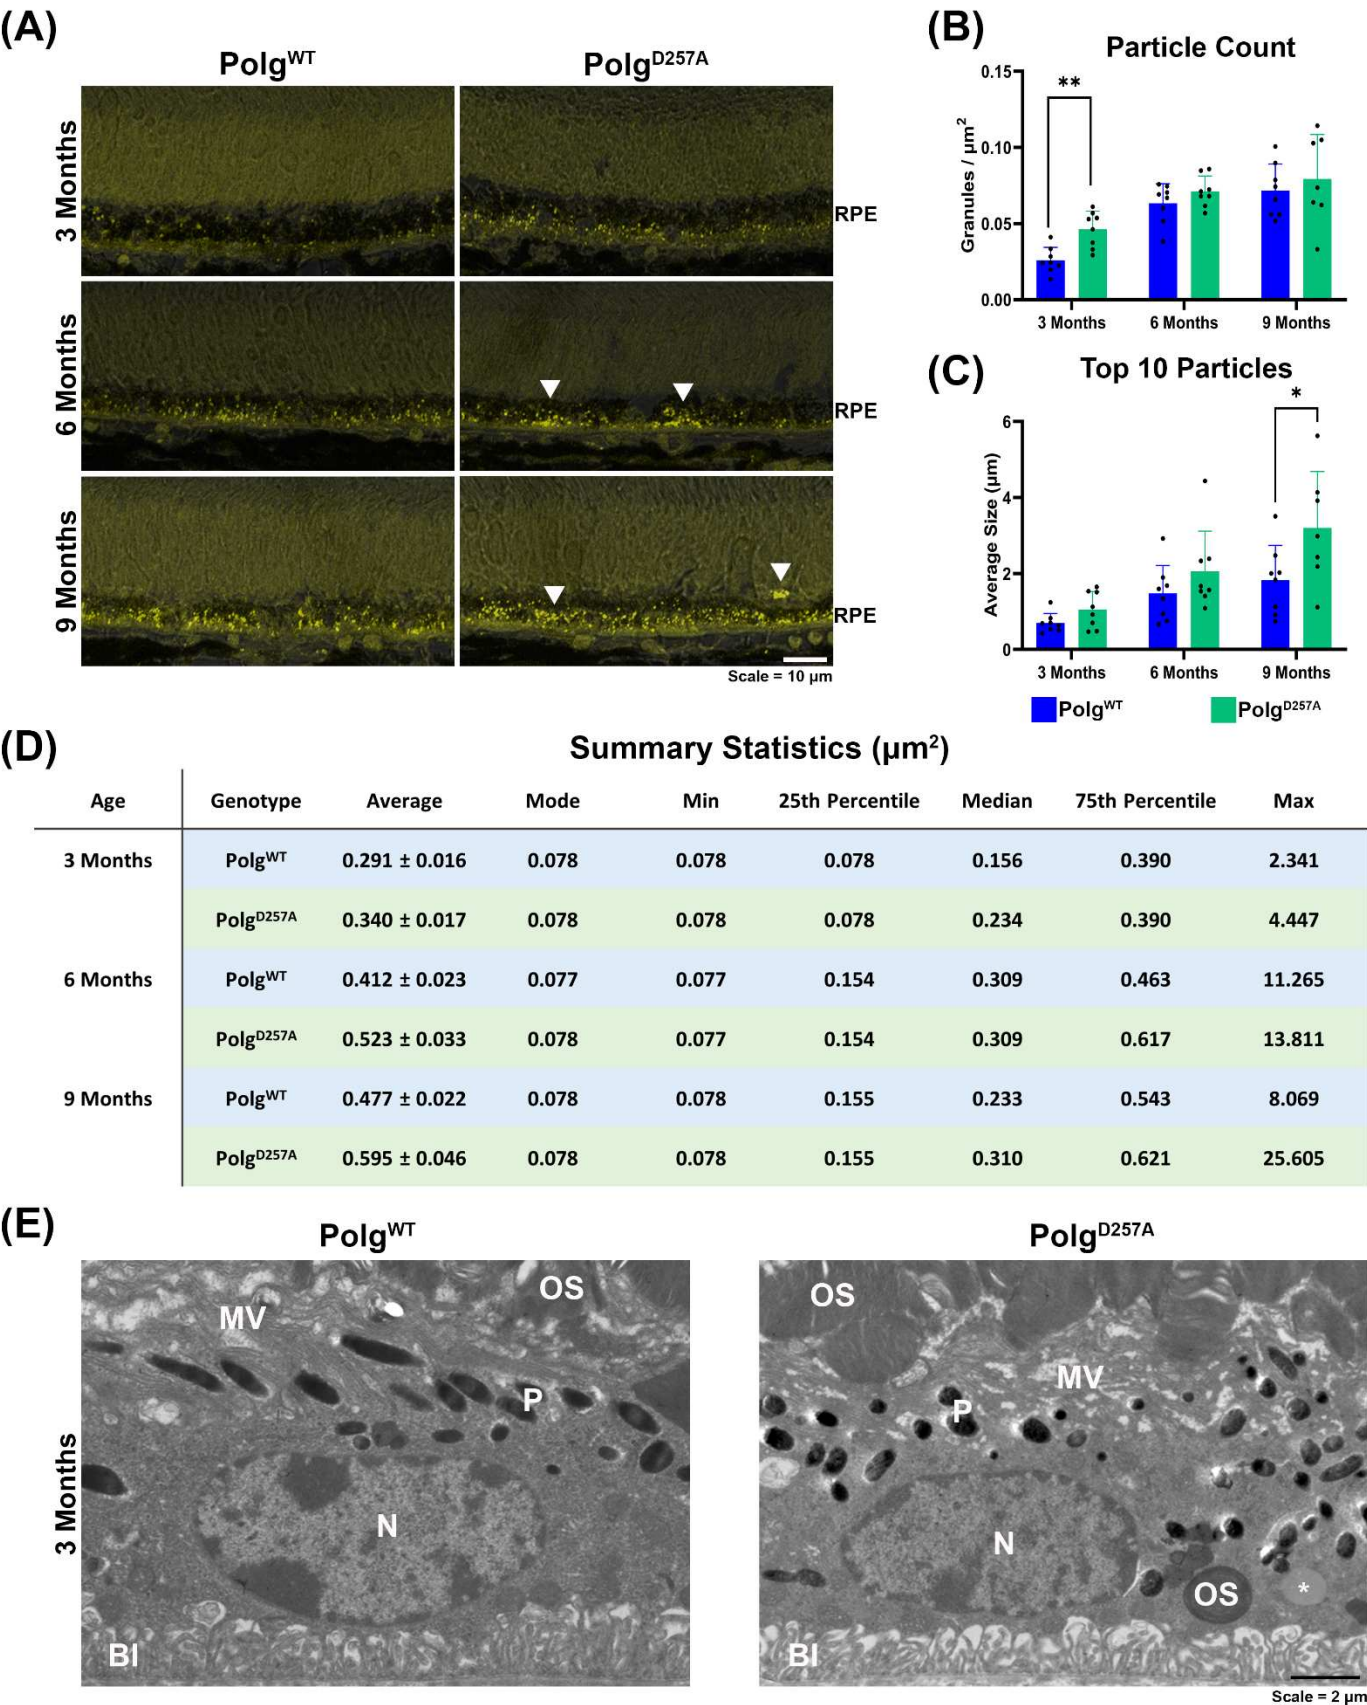 (A)
Polg^WT Polg^D257A
3 Months
RPE
6 Months
RPE
9 Months
RPE
Scale = 10 µm
(B)
Particle Count
**
Granules / µm²
0.15
0.10
0.05
0.00
3 Months 6 Months 9 Months
(C)
Top 10 Particles
*
Average Size (µm)
6
4
2
0
3 Months 6 Months 9 Months
Polg^WT Polg^D257A
(D)
Summary Statistics (µm²)
Age Genotype Average Mode Min 25th Percentile Median 75th Percentile Max
3 Months Polg^WT 0.291 ± 0.016 0.078 0.078 0.078 0.156 0.390 2.341
Polg^D257A 0.340 ± 0.017 0.078 0.078 0.078 0.234 0.390 4.447
6 Months Polg^WT 0.412 ± 0.023 0.077 0.077 0.154 0.309 0.463 11.265
Polg^D257A 0.523 ± 0.033 0.078 0.077 0.154 0.309 0.617 13.811
9 Months Polg^WT 0.477 ± 0.022 0.078 0.078 0.155 0.233 0.543 8.069
Polg^D257A 0.595 ± 0.046 0.078 0.078 0.155 0.310 0.621 25.605
(E)
Polg^WT Polg^D257A
3 Months
OS
MV
P
N
BI
OS
MV
P
N
OS
*
BI
Scale = 2 µm